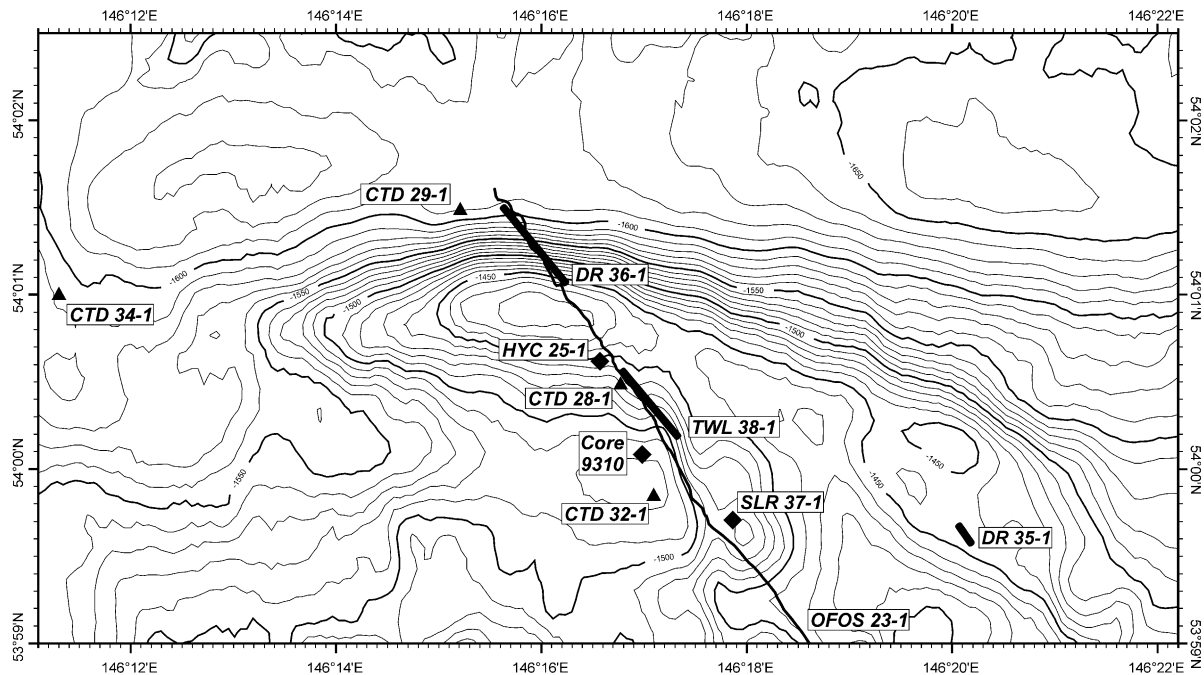 146°12'E 146°14'E 146°16'E 146°18'E 146°20'E 146°22'E
54°02'N 54°02'N
-1650
CTD 29-1
-1600
DR 36-1
-1600
-1450
-1550
-1550
-1500
54°01'N 54°01'N
CTD 34-1
-1500
HYC 25-1
CTD 28-1
TWL 38-1
Core
9310
-1450
54°00'N 54°00'N
-1550
-1450
CTD 32-1
SLR 37-1
DR 35-1
-1500
OFOS 23-1
53°59'N 53°59'N
146°12'E 146°14'E 146°16'E 146°18'E 146°20'E 146°22'E